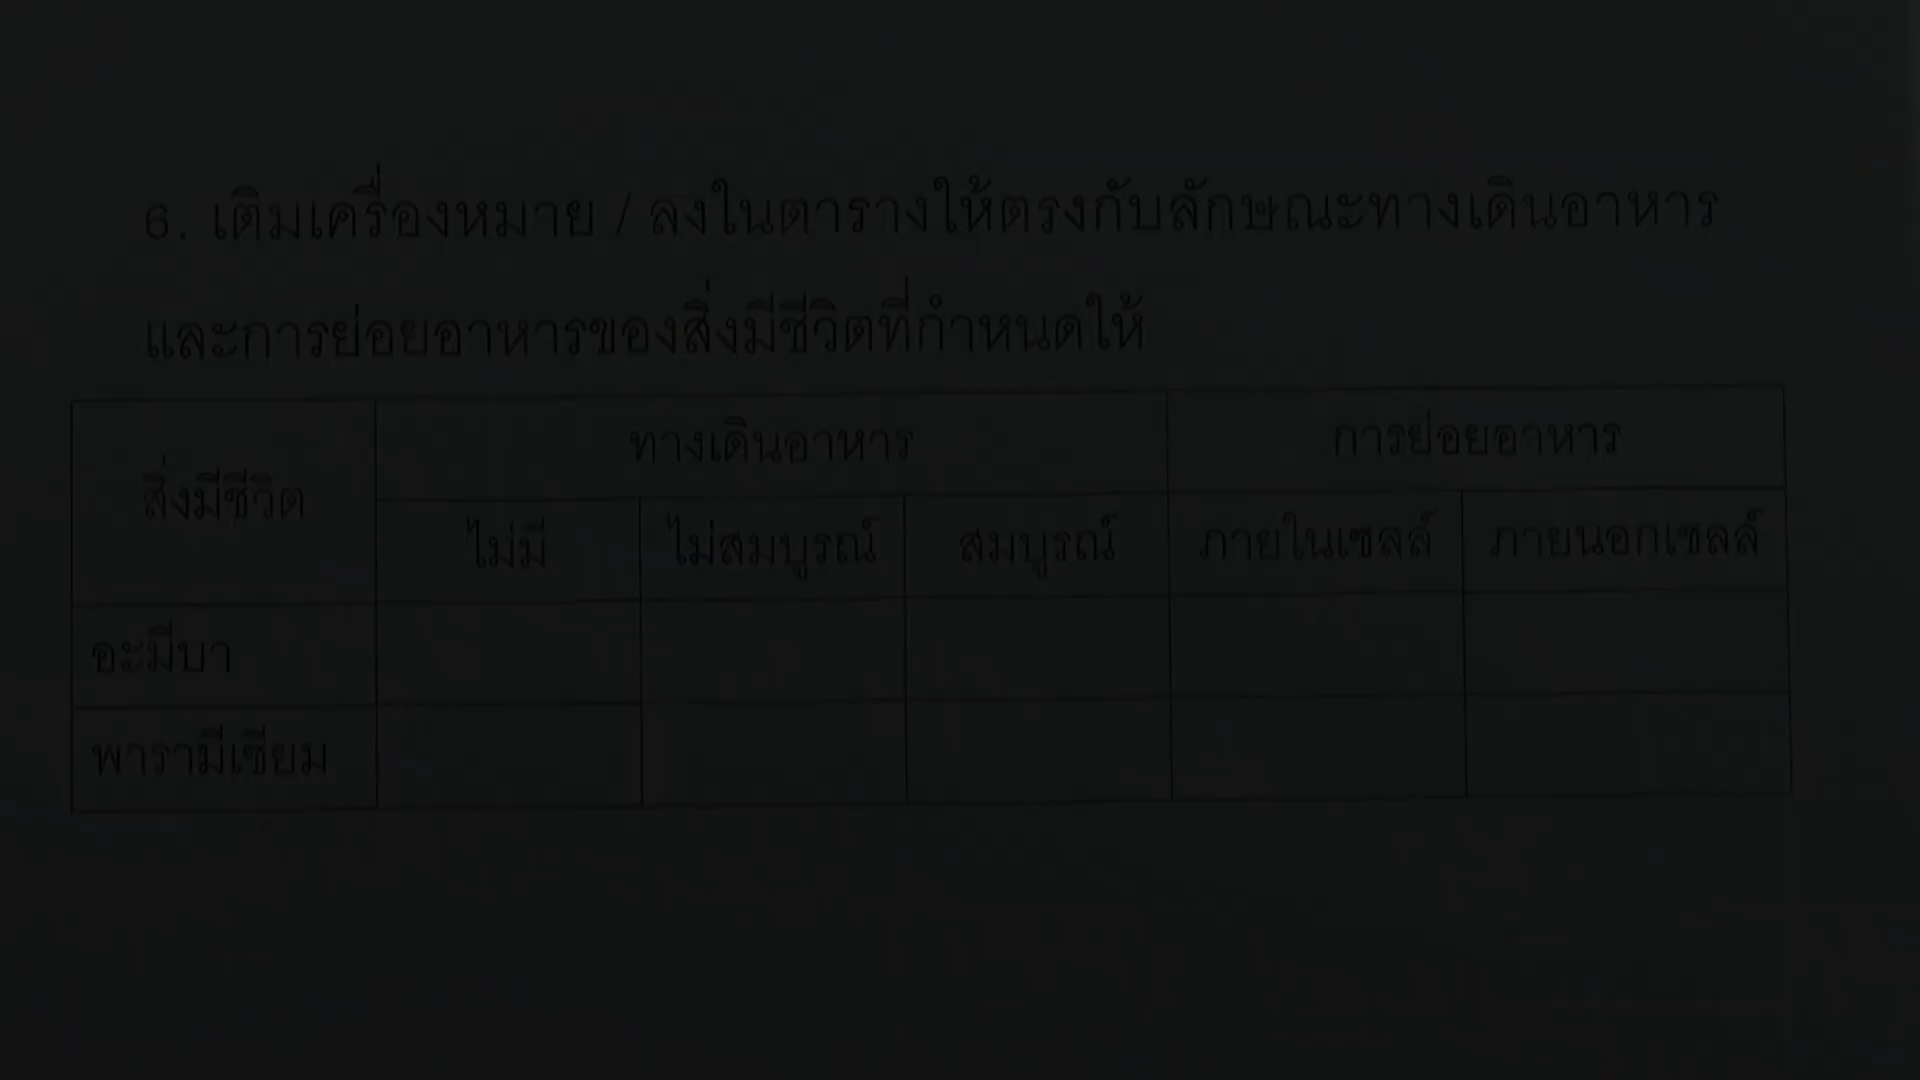 6. เติมเครื่องหมาย / ลงในตารางให้ตรงกับลักษณะทางเดินอาหาร
และการย่อยอาหารของสิ่งมีชีวิตที่กำหนดให้
สิ่งมีชีวิต ทางเดินอาหาร การย่อยอาหาร
ไม่มี ไม่สมบูรณ์ สมบูรณ์ ภายในเซลล์ ภายนอกเซลล์
อะมีบา
พารามีเซียม